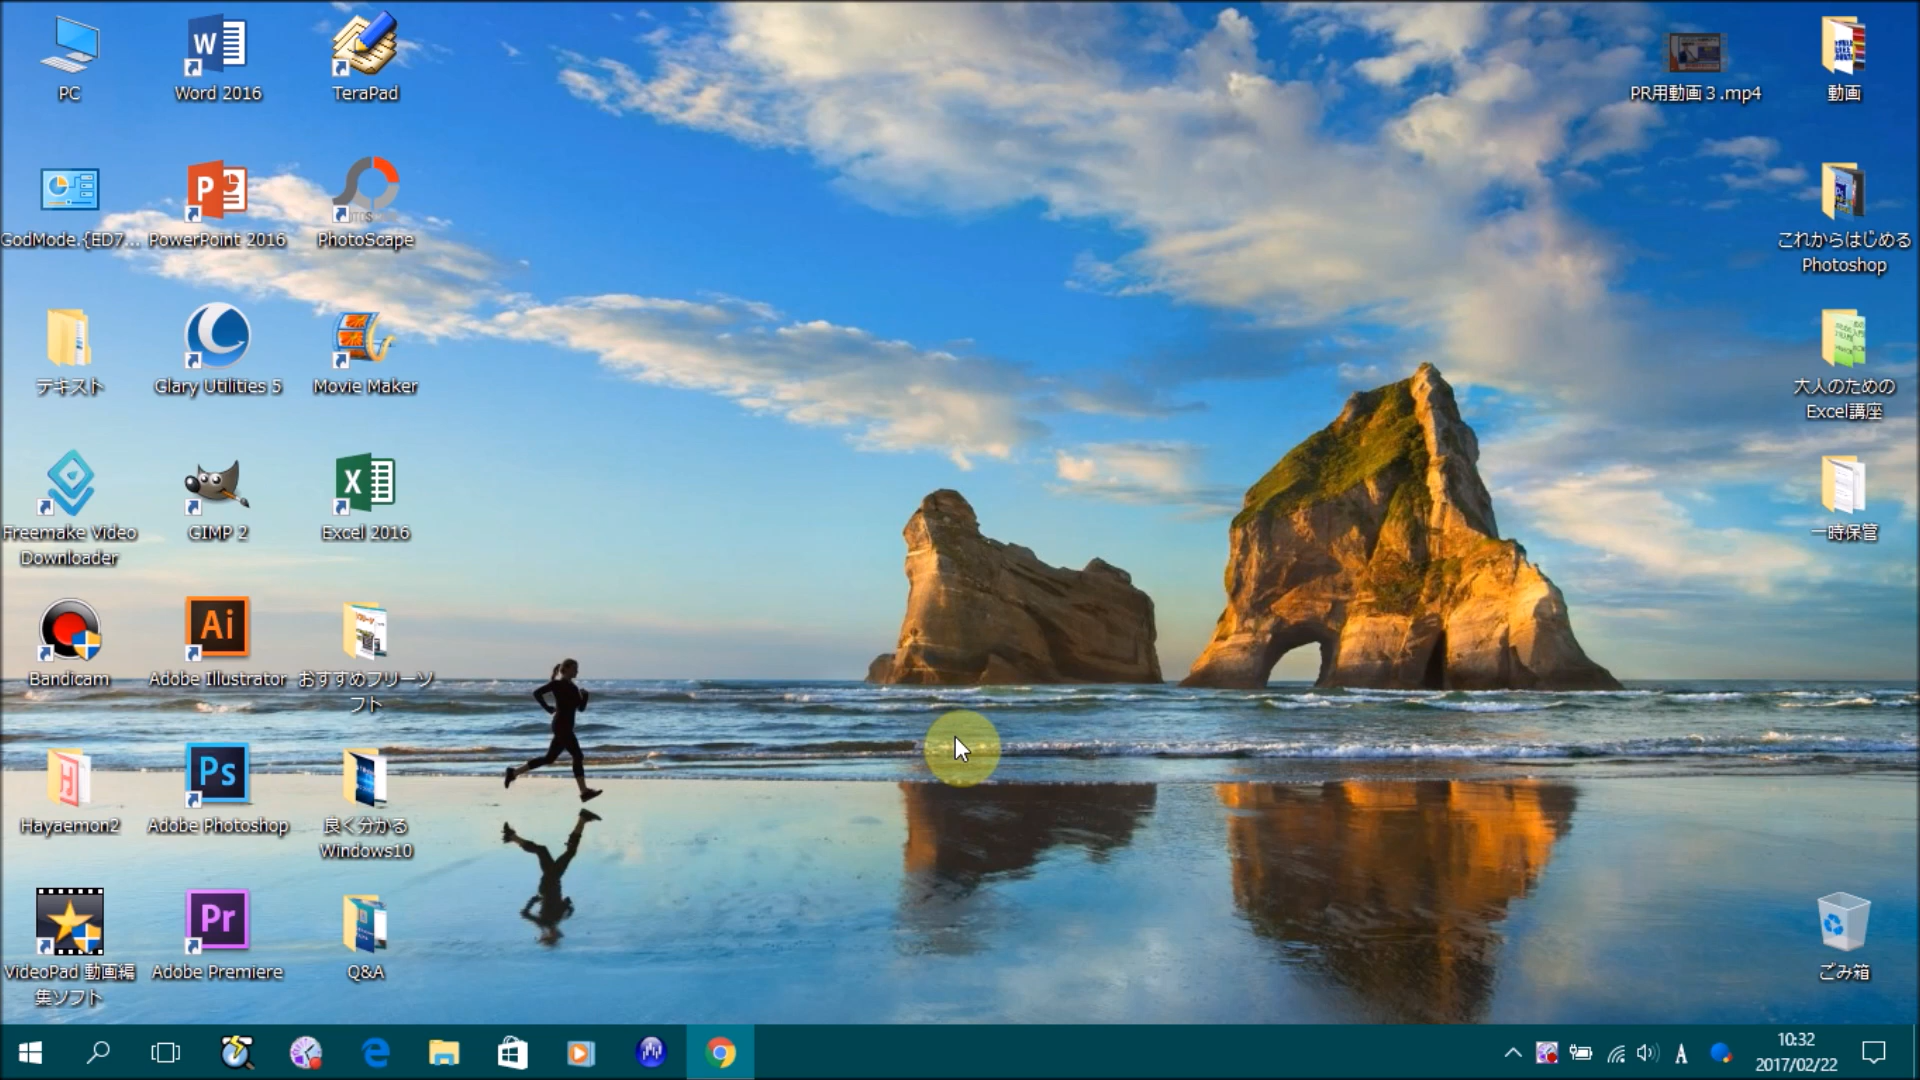 PC
Word 2016
TeraPad
PR用動画３.mp4
動画
GodMode.{ED7...
PowerPoint 2016
PhotoScape
これからはじめる
Photoshop
テキスト
Glary Utilities 5
Movie Maker
大人のための
Excel講座
Freemake Video
Downloader
GIMP 2
Excel 2016
一時保管
Ai
Bandicam
Adobe Illustrator
おすすめフリーソ
フト
Ps
Hayaemon2
Adobe Photoshop
良く分かる
Windows10
Pr
VideoPad 動画編
集ソフト
Adobe Premiere
Q&A
ごみ箱
A
10:32
2017/02/22